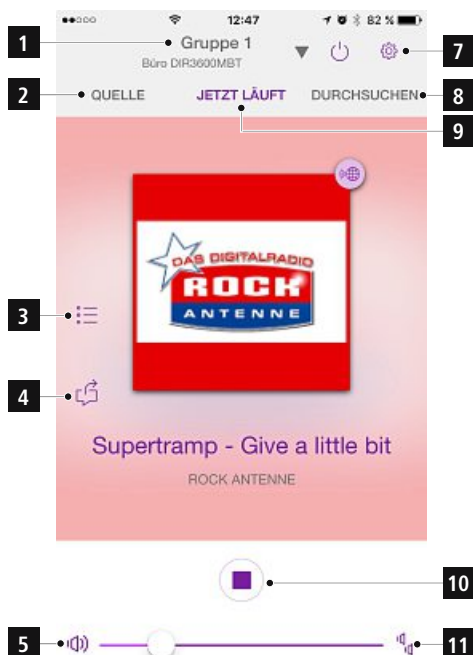 12:47
82 %
1
Gruppe 1
Büro DIR3600MBT
7
2
QUELLE
JETZT LÄUFT
DURCHSUCHEN
8
9
DAS DIGITALRADIO
ROCK
ANTENNE
3
4
Supertramp - Give a little bit
ROCK ANTENNE
10
5
11